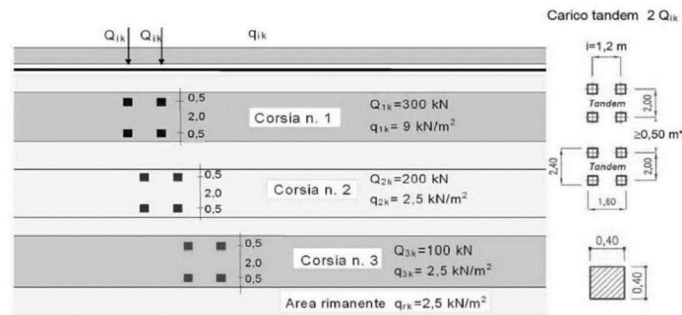 Carico tandem 2 Qik
Qik Qik qik
i=1,2 m
0,5
2.0
0,5
Corsia n. 1
Q1k=300 kN
q1k= 9 kN/m²
Tandem
2,00
≥0,50 m*
0,5
2,0
0,5
Corsia n. 2
Q2k=200 kN
q2k= 2,5 kN/m²
2,40
Tandem
2,00
1,60
0,5
2,0
0,5
Corsia n. 3
Q3k=100 kN
q3k= 2,5 kN/m²
0,40
0,40
Area rimanente qrk=2,5 kN/m²